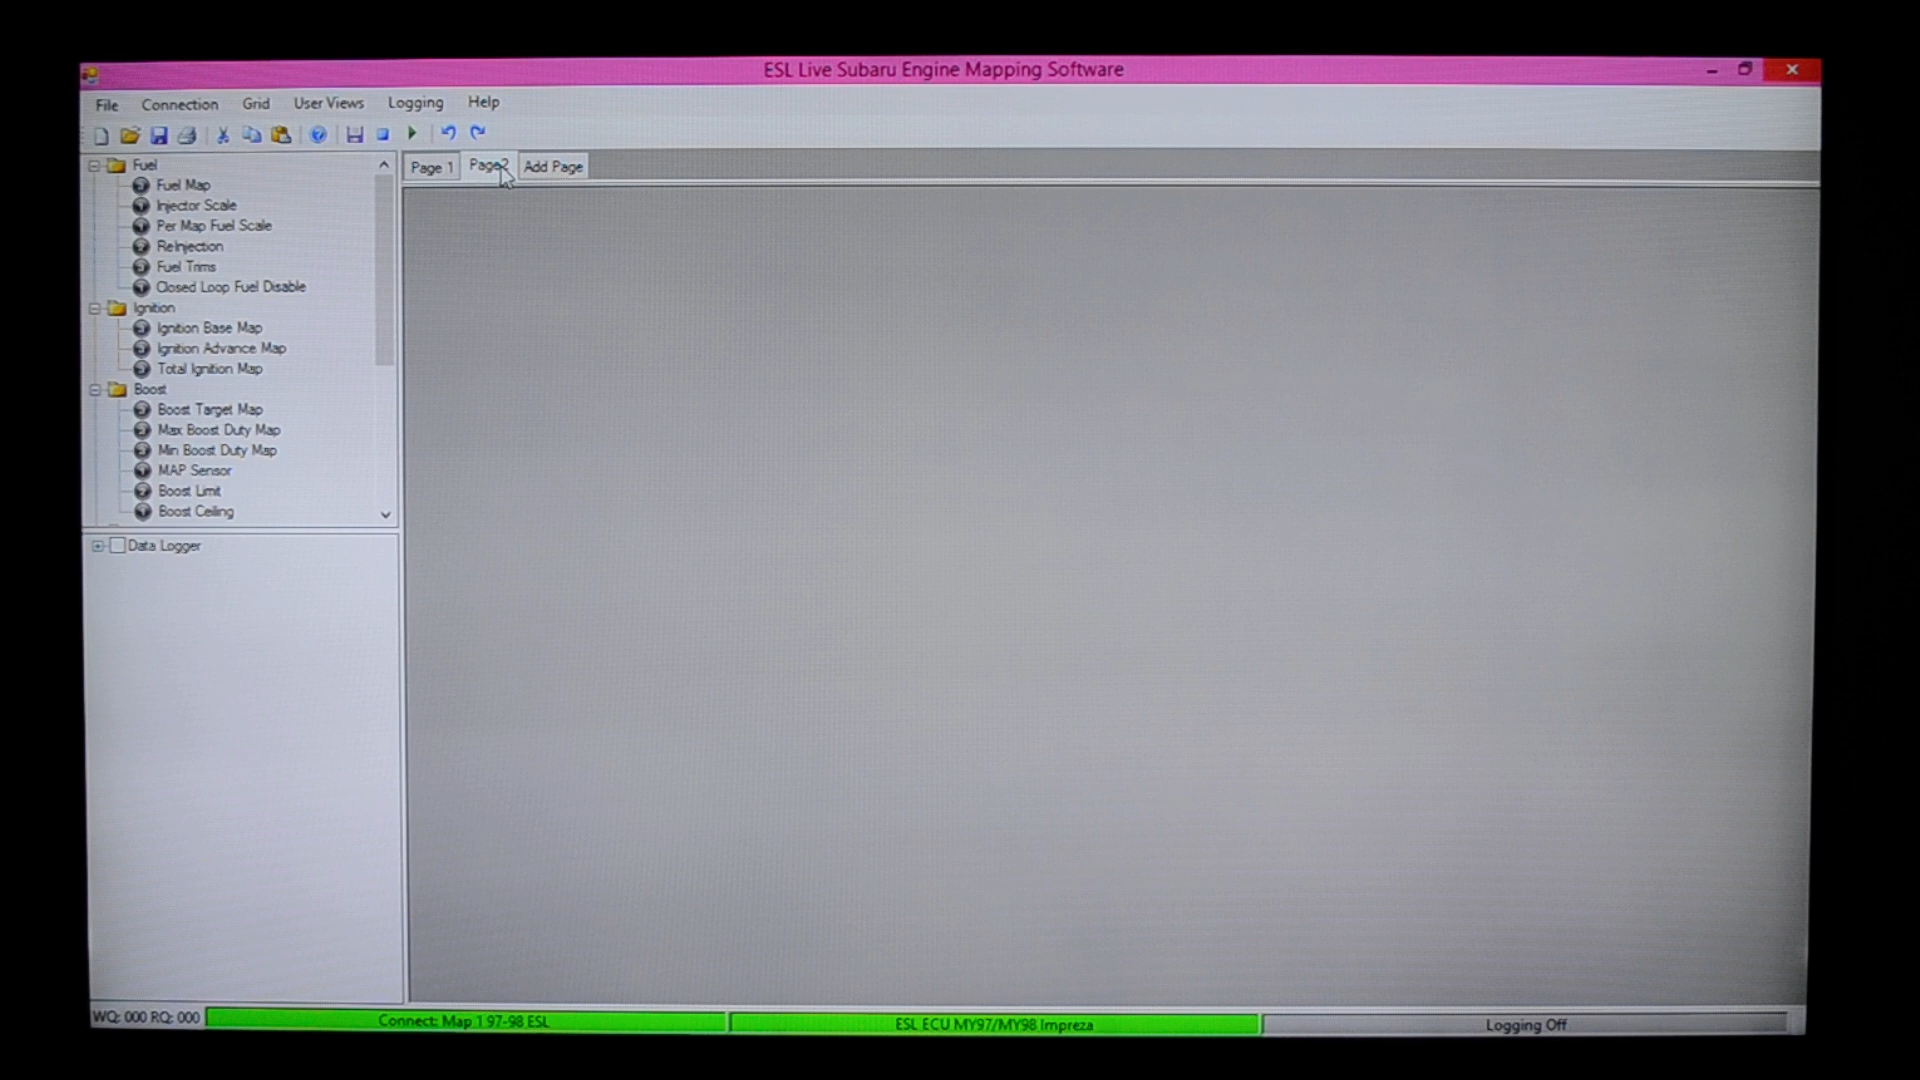 ESL Live Subaru Engine Mapping Software
File Connection Grid User Views Logging Help
Page 1 Page2 Add Page
Fuel
Fuel Map
Injector Scale
Per Map Fuel Scale
ReInjection
Fuel Trims
Closed Loop Fuel Disable
Ignition
Ignition Base Map
Ignition Advance Map
Total Ignition Map
Boost
Boost Target Map
Max Boost Duty Map
Min Boost Duty Map
MAP Sensor
Boost Limit
Boost Ceiling
Data Logger
WQ: 000 RQ: 000 Connect: Map 1 97-98 ESL ESL ECU MY97/MY98 Impreza Logging Off